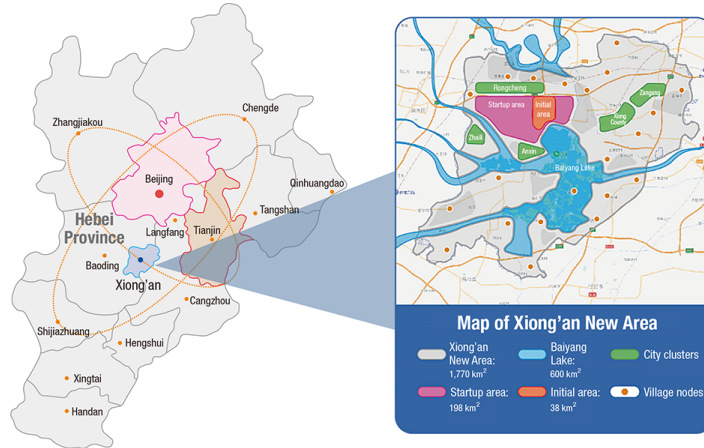 Chengde
Zhangjiakou
Beijing
Qinhuangdao
Hebei
Province
Tangshan
Langfang
Tianjin
Baoding
Xiong'an
Cangzhou
Shijiazhuang
Hengshui
Xingtai
Handan
Rongcheng
Zangang
Startup area
Initial
area
Xiong
County
Zhaili
Anxin
Baiyang Lake
Map of Xiong'an New Area
Xiong'an
New Area:
1,770 km²
Baiyang
Lake:
600 km²
City clusters
Startup area:
198 km²
Initial area:
38 km²
Village nodes